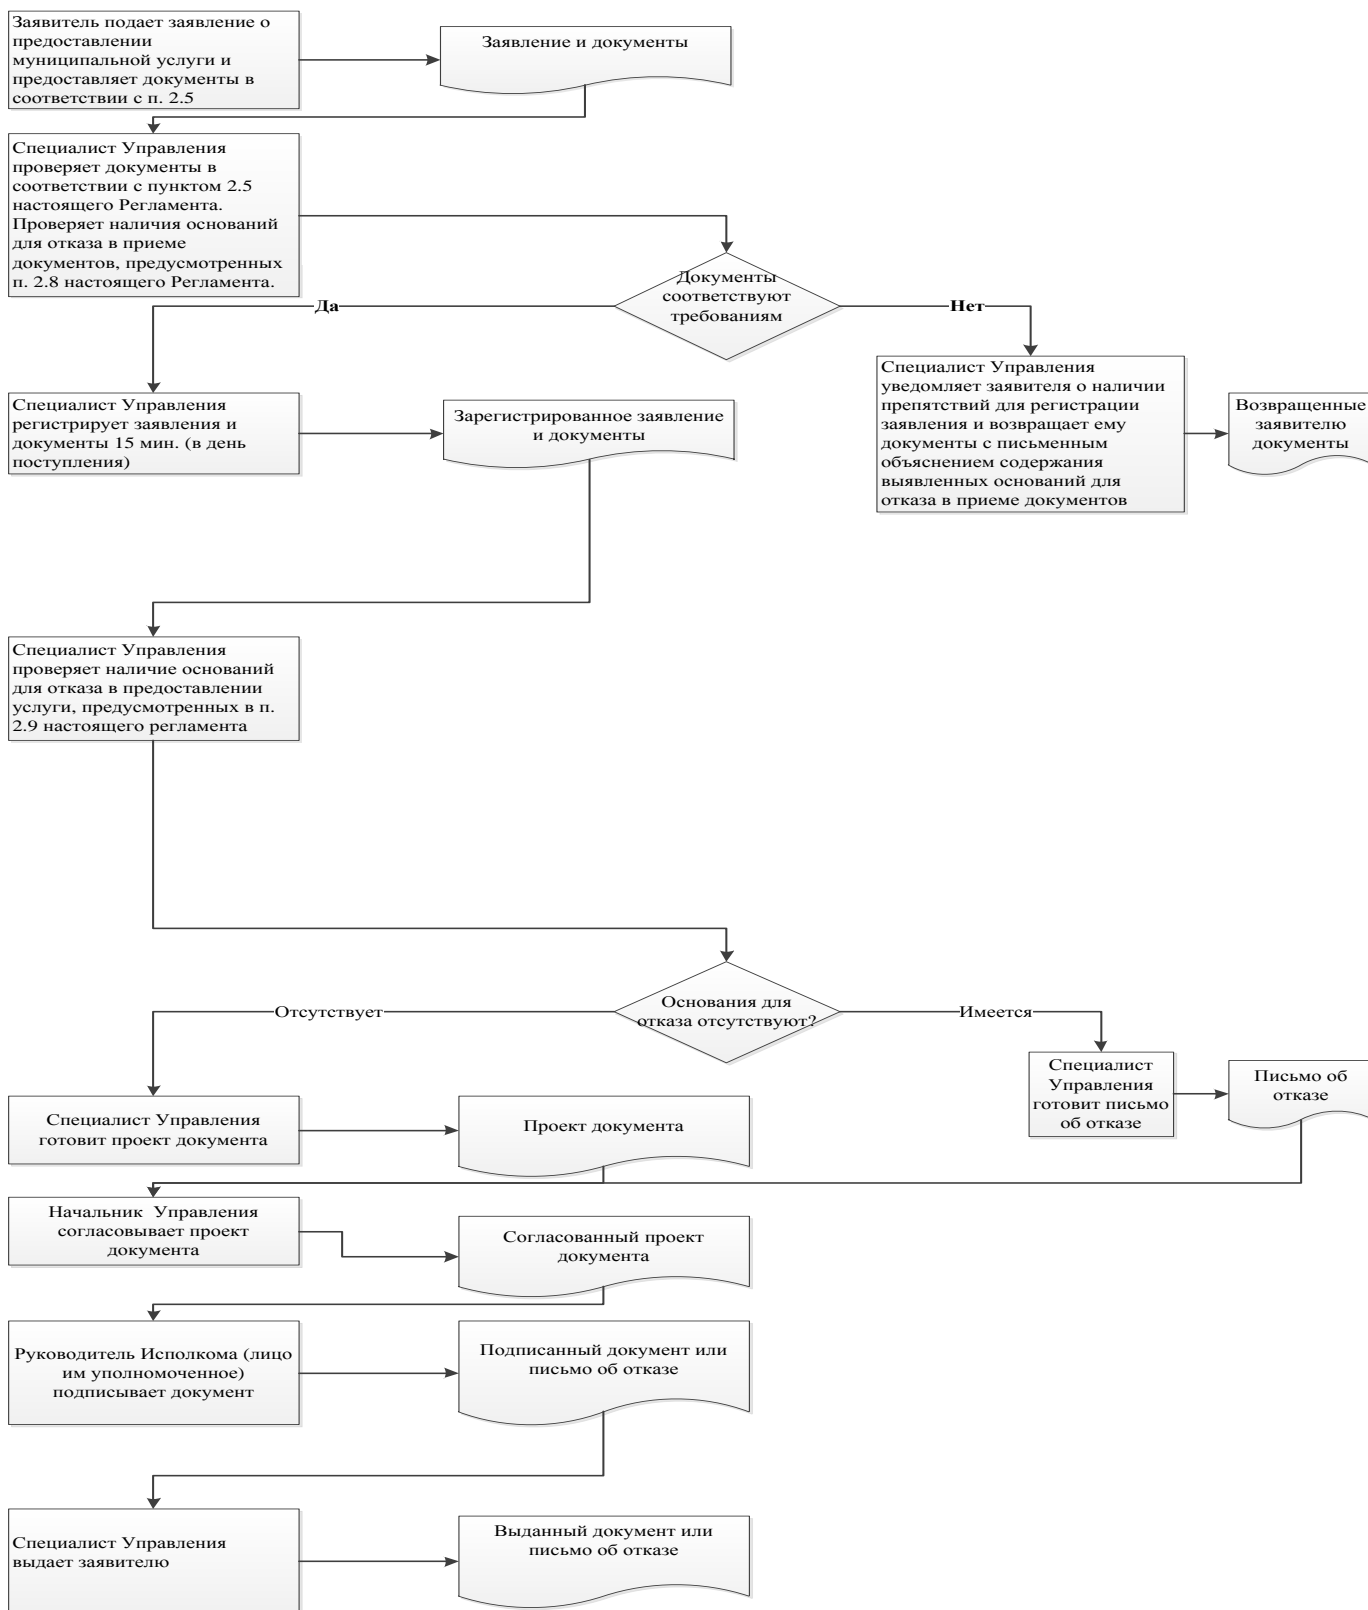 Заявитель подает заявление о
предоставлении
муниципальной услуги и
предоставляет документы в
соответствии с п. 2.5
Заявление и документы
Специалист Управления
проверяет документы в
соответствии с пунктом 2.5
настоящего Регламента.
Проверяет наличия оснований
для отказа в приеме
документов, предусмотренных
п. 2.8 настоящего Регламента.
Документы
соответствуют
требованиям
Да
Нет
Специалист Управления
регистрирует заявления и
документы 15 мин. (в день
поступления)
Зарегистрированное заявление
и документы
Специалист Управления
уведомляет заявителя о наличии
препятствий для регистрации
заявления и возвращает ему
документы с письменным
объяснением содержания
выявленных оснований для
отказа в приеме документов
Возвращенные
заявителю
документы
Специалист Управления
проверяет наличие оснований
для отказа в предоставлении
услуги, предусмотренных в п.
2.9 настоящего регламента
Основания для
отказа отсутствуют?
Отсутствует
Имеется
Специалист
Управления
готовит письмо
об отказе
Письмо об
отказе
Специалист Управления
готовит проект документа
Проект документа
Начальник  Управления
согласовывает проект
документа
Согласованный проект
документа
Руководитель Исполкома (лицо
им уполномоченное)
подписывает документ
Подписанный документ или
письмо об отказе
Специалист Управления
выдает заявителю
Выданный документ или
письмо об отказе